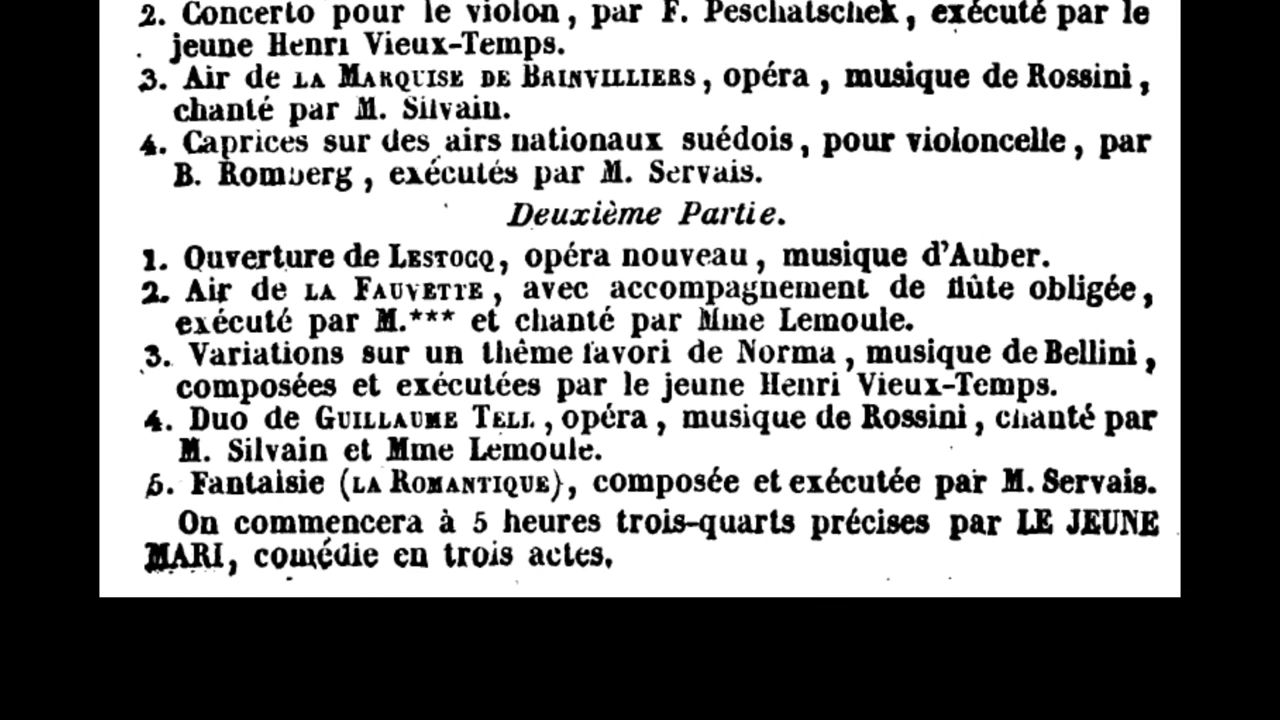 2. Concerto pour le violon, par F. Peschatschek, exécuté par le
jeune Henri Vieux-Temps.
3. Air de LA MARQUISE DE BRINVILLIERS, opéra, musique de Rossini,
chanté par M. Silvain.
4. Caprices sur des airs nationaux suédois, pour violoncelle, par
B. Romberg, exécutés par M. Servais.
Deuxième Partie.
1. Ouverture de LESTOCQ, opéra nouveau, musique d'Auber.
2. Air de LA FAUVETTE, avec accompagnement de flûte obligée,
exécuté par M.*** et chanté par Mme Lemoule.
3. Variations sur un thême favori de Norma, musique de Bellini,
composées et exécutées par le jeune Henri Vieux-Temps.
4. Duo de GUILLAUME TELL, opéra, musique de Rossini, chanté par
M. Silvain et Mme Lemoule.
5. Fantaisie (LA ROMANTIQUE), composée et exécutée par M. Servais.
On commencera à 5 heures trois-quarts précises par LE JEUNE
MARI, comédie en trois actes.